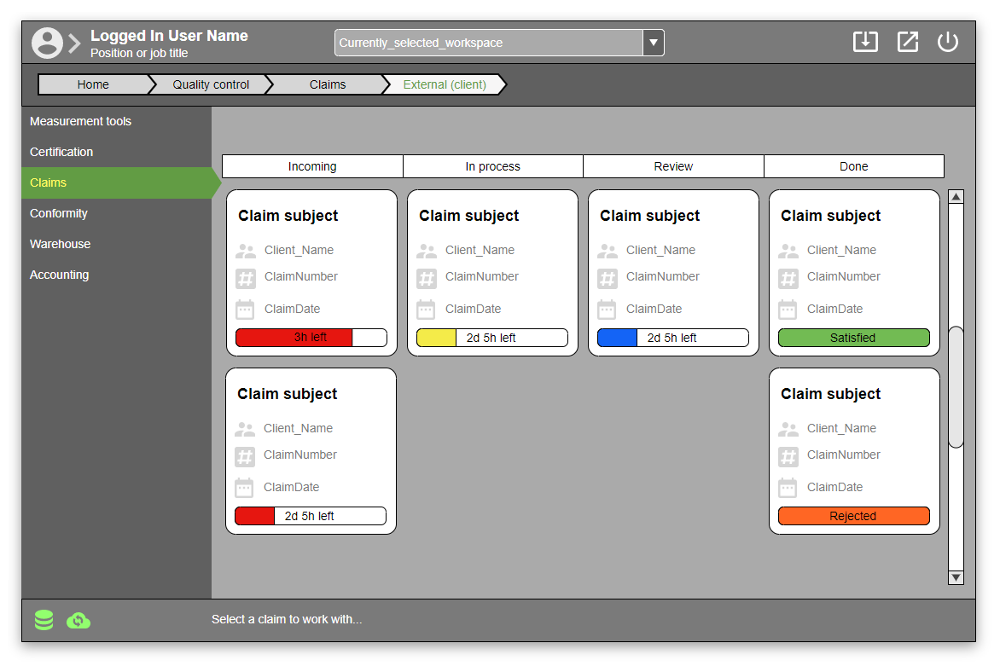 Logged In User Name
Position or job title
Currently_selected_workspace
Home
Quality control
Claims
External (client)
Measurement tools
Certification
Claims
Conformity
Warehouse
Accounting
Incoming
In process
Review
Done
Claim subject
Client_Name
ClaimNumber
ClaimDate
3h left
Claim subject
Client_Name
ClaimNumber
ClaimDate
2d 5h left
Claim subject
Client_Name
ClaimNumber
ClaimDate
2d 5h left
Claim subject
Client_Name
ClaimNumber
ClaimDate
Satisfied
Claim subject
Client_Name
ClaimNumber
ClaimDate
2d 5h left
Claim subject
Client_Name
ClaimNumber
ClaimDate
Rejected
Select a claim to work with...